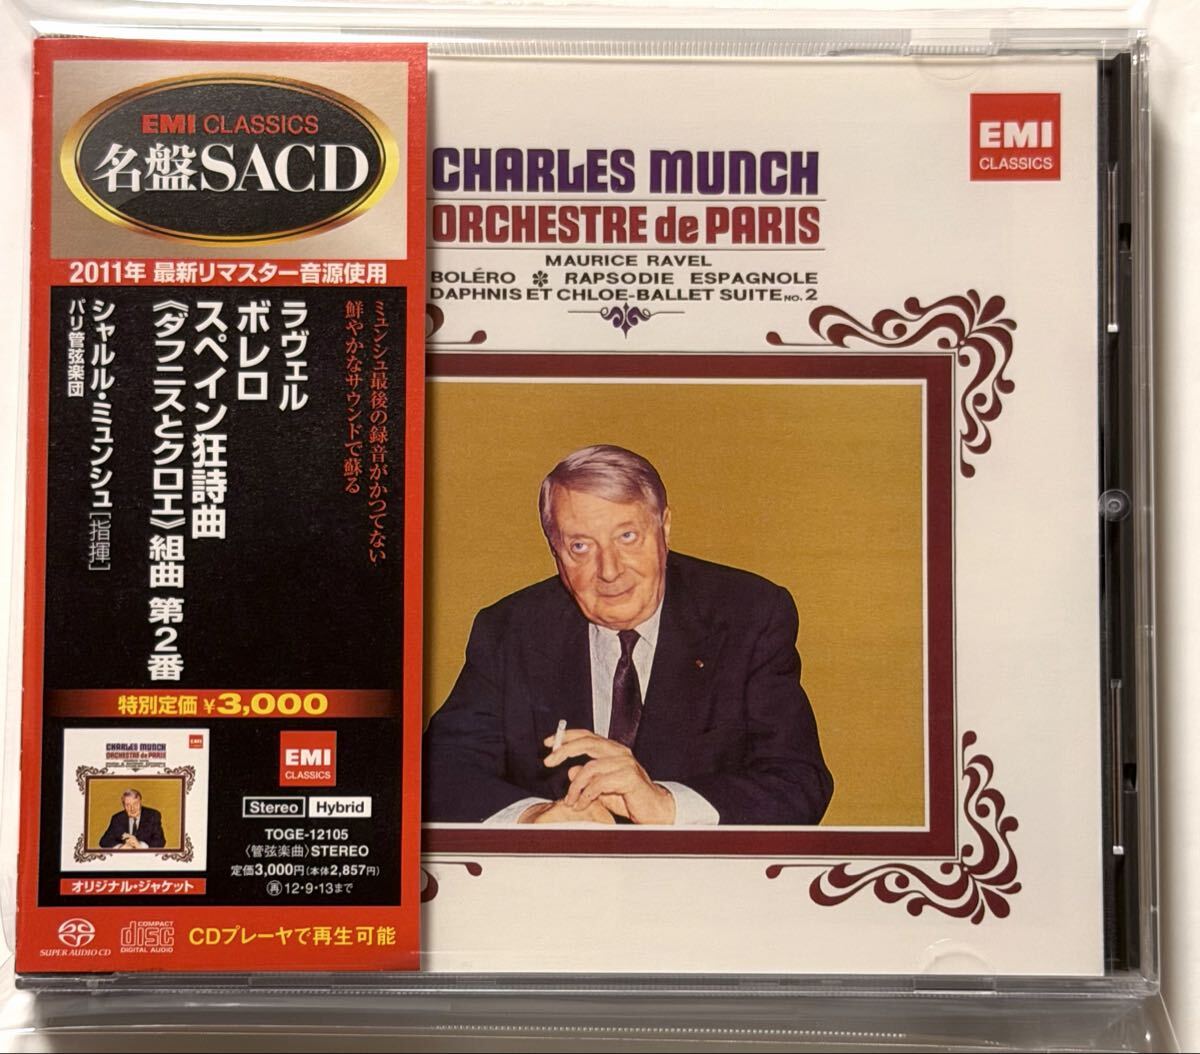 EMI CLASSICS
名盤SACD
2011年 最新リマスター音源使用
ミュンシュ最後の録音がかつてない
鮮やかなサウンドで蘇る
ラヴェル
ボレロ
スペイン狂詩曲
《ダフニスとクロエ》組曲 第2番
シャルル・ミュンシュ[指揮]
パリ管弦楽団
特別定価 ¥3,000
CHARLES MUNCH
ORCHESTRE de PARIS
EMI
オリジナル・ジャケット
EMI
CLASSICS
Stereo Hybrid
TOGE-12105
〈管弦楽曲〉STEREO
定価3,000円(本体2,857円)
再12・9・13まで
SUPER AUDIO CD
COMPACT
disc
DIGITAL AUDIO
CDプレーヤで再生可能
EMI
CLASSICS
CHARLES MUNCH
ORCHESTRE de PARIS
MAURICE RAVEL
BOLÉRO ✽ RAPSODIE ESPAGNOLE
DAPHNIS ET CHLOE-BALLET SUITE NO. 2